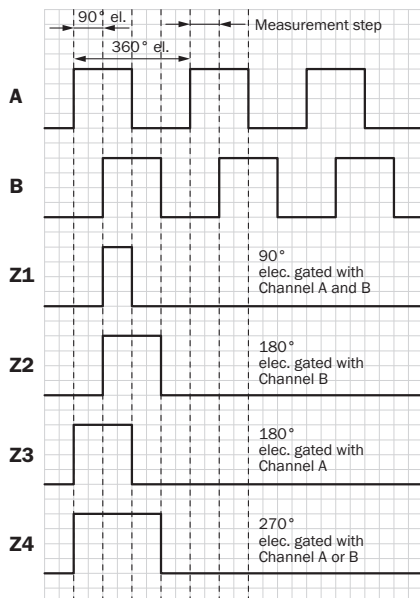 90° el.
Measurement step
360° el.
A
B
Z1
90°
elec. gated with
Channel A and B
Z2
180°
elec. gated with
Channel B
Z3
180°
elec. gated with
Channel A
Z4
270°
elec. gated with
Channel A or B